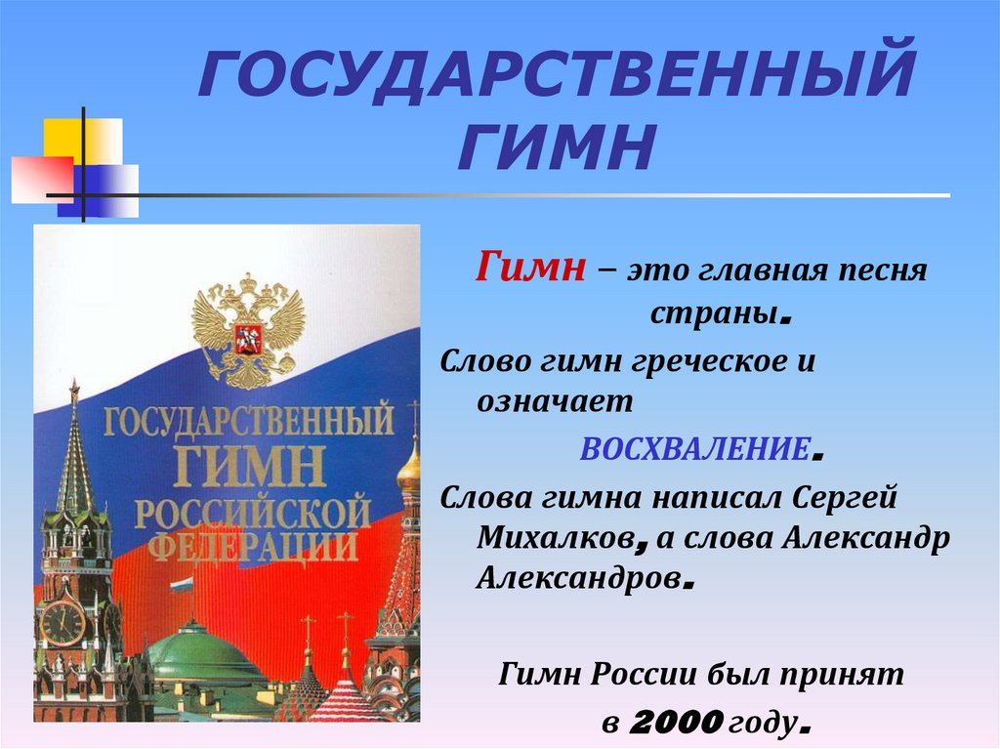 ГОСУДАРСТВЕННЫЙ
ГИМН
ГОСУДАРСТВЕННЫЙ
ГИМН
РОССИЙСКОЙ
ФЕДЕРАЦИИ
Гимн – это главная песня
страны.
Слово гимн греческое и
означает
ВОСХВАЛЕНИЕ.
Слова гимна написал Сергей
Михалков, а слова Александр
Александров.
Гимн России был принят
в 2000 году.